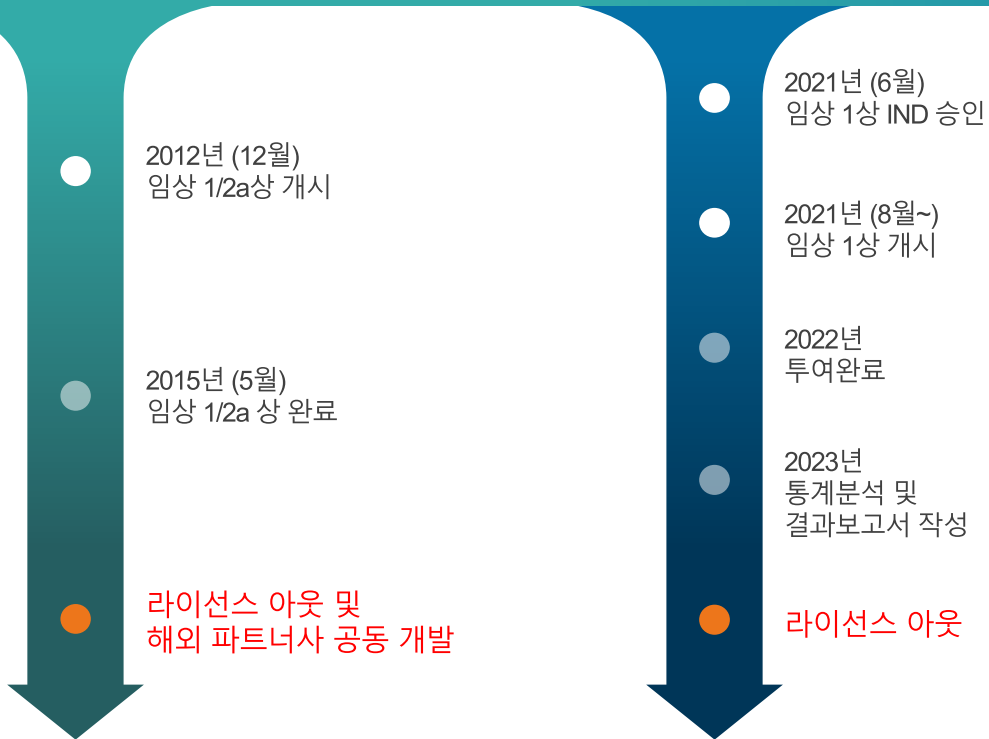 2012년 (12월)
임상 1/2a상 개시
2015년 (5월)
임상 1/2a 상 완료
라이선스 아웃 및
해외 파트너사 공동 개발
2021년 (6월)
임상 1상 IND 승인
2021년 (8월~)
임상 1상 개시
2022년
투여완료
2023년
통계분석 및
결과보고서 작성
라이선스 아웃